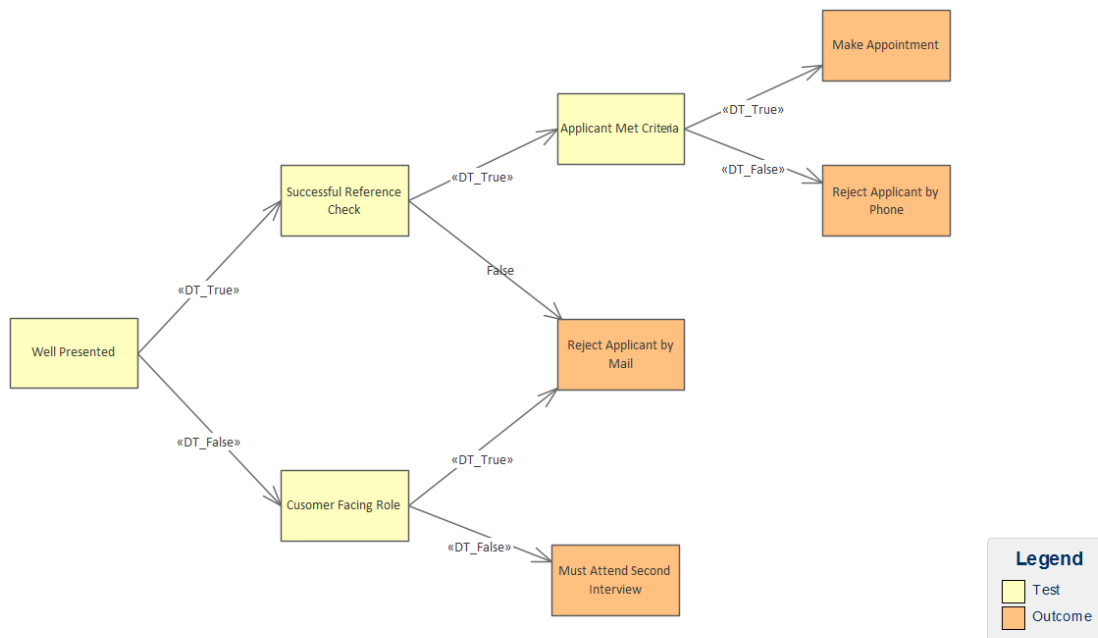 Make Appointment
«DT_True»
Applicant Met Criteria
«DT_False»
Reject Applicant by
Phone
«DT_True»
Successful Reference
Check
False
«DT_True»
Well Presented
Reject Applicant by
Mail
«DT_False»
«DT_True»
Cusomer Facing Role
«DT_False»
Must Attend Second
Interview
Legend
Test
Outcome